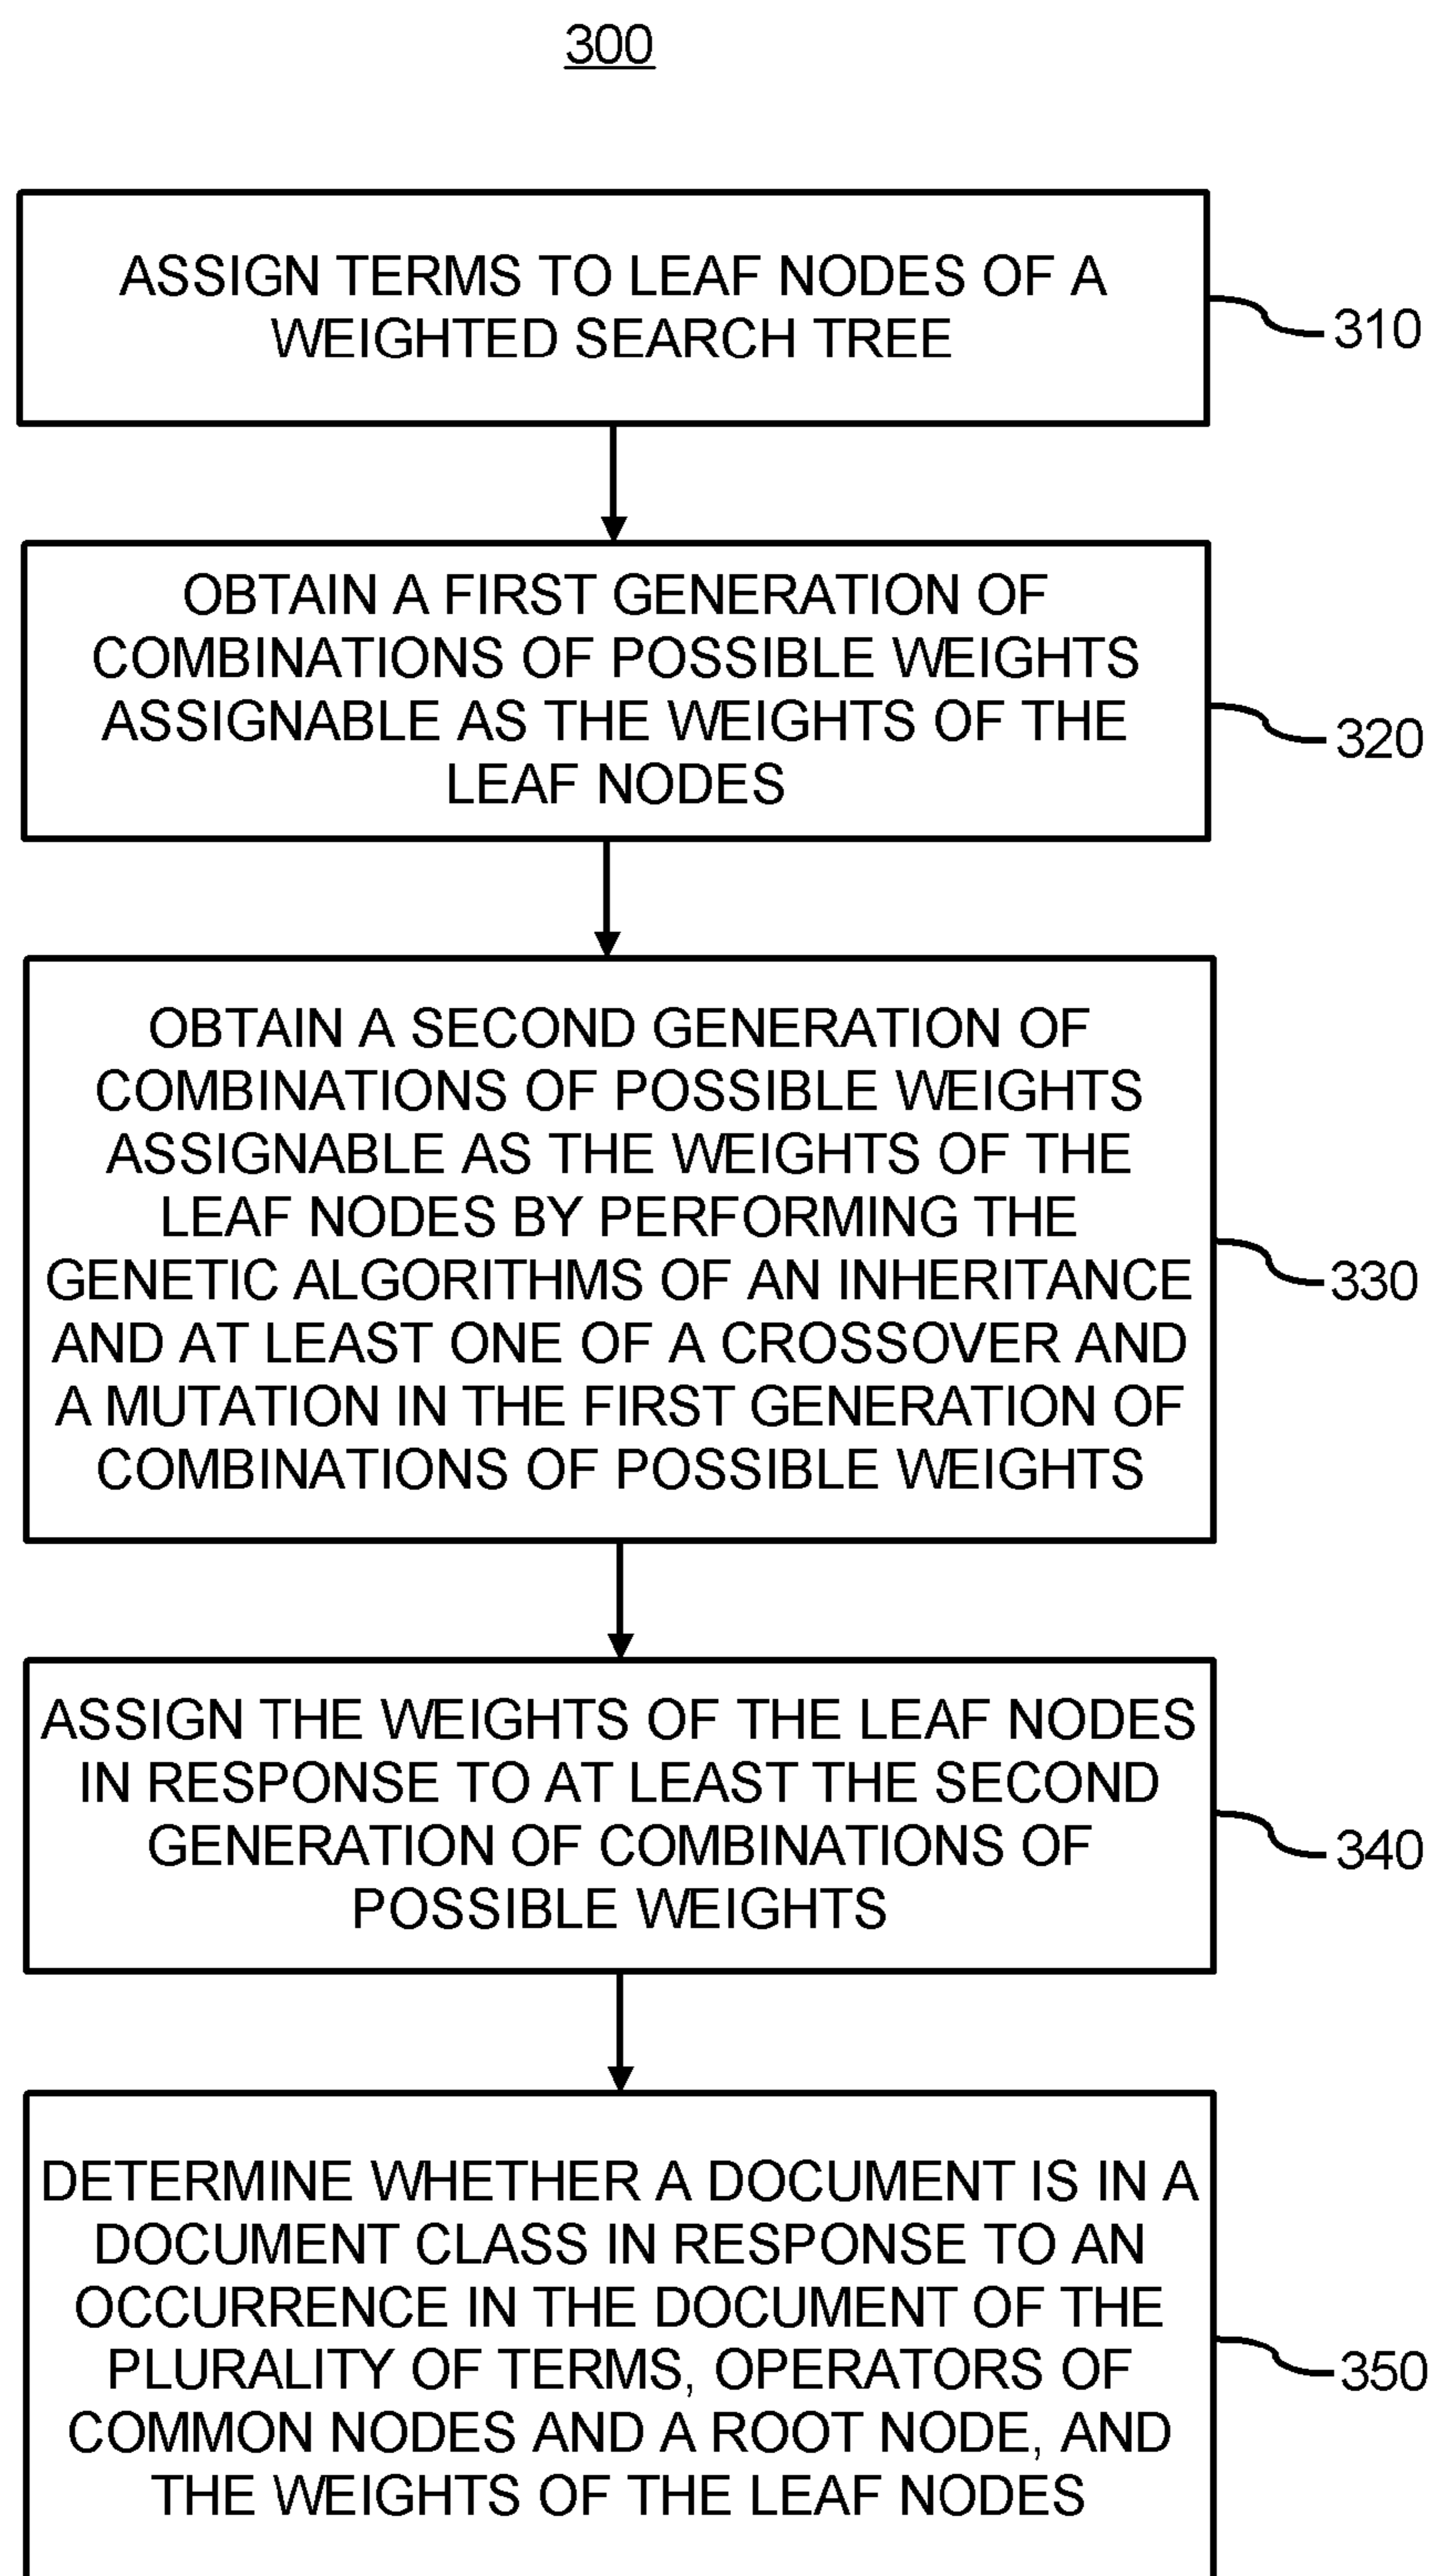 300
ASSIGN TERMS TO LEAF NODES OF A
WEIGHTED SEARCH TREE
310
OBTAIN A FIRST GENERATION OF
COMBINATIONS OF POSSIBLE WEIGHTS
ASSIGNABLE AS THE WEIGHTS OF THE
LEAF NODES
320
OBTAIN A SECOND GENERATION OF
COMBINATIONS OF POSSIBLE WEIGHTS
ASSIGNABLE AS THE WEIGHTS OF THE
LEAF NODES BY PERFORMING THE
GENETIC ALGORITHMS OF AN INHERITANCE
AND AT LEAST ONE OF A CROSSOVER AND
A MUTATION IN THE FIRST GENERATION OF
COMBINATIONS OF POSSIBLE WEIGHTS
330
ASSIGN THE WEIGHTS OF THE LEAF NODES
IN RESPONSE TO AT LEAST THE SECOND
GENERATION OF COMBINATIONS OF
POSSIBLE WEIGHTS
340
DETERMINE WHETHER A DOCUMENT IS IN A
DOCUMENT CLASS IN RESPONSE TO AN
OCCURRENCE IN THE DOCUMENT OF THE
PLURALITY OF TERMS, OPERATORS OF
COMMON NODES AND A ROOT NODE, AND
THE WEIGHTS OF THE LEAF NODES
350